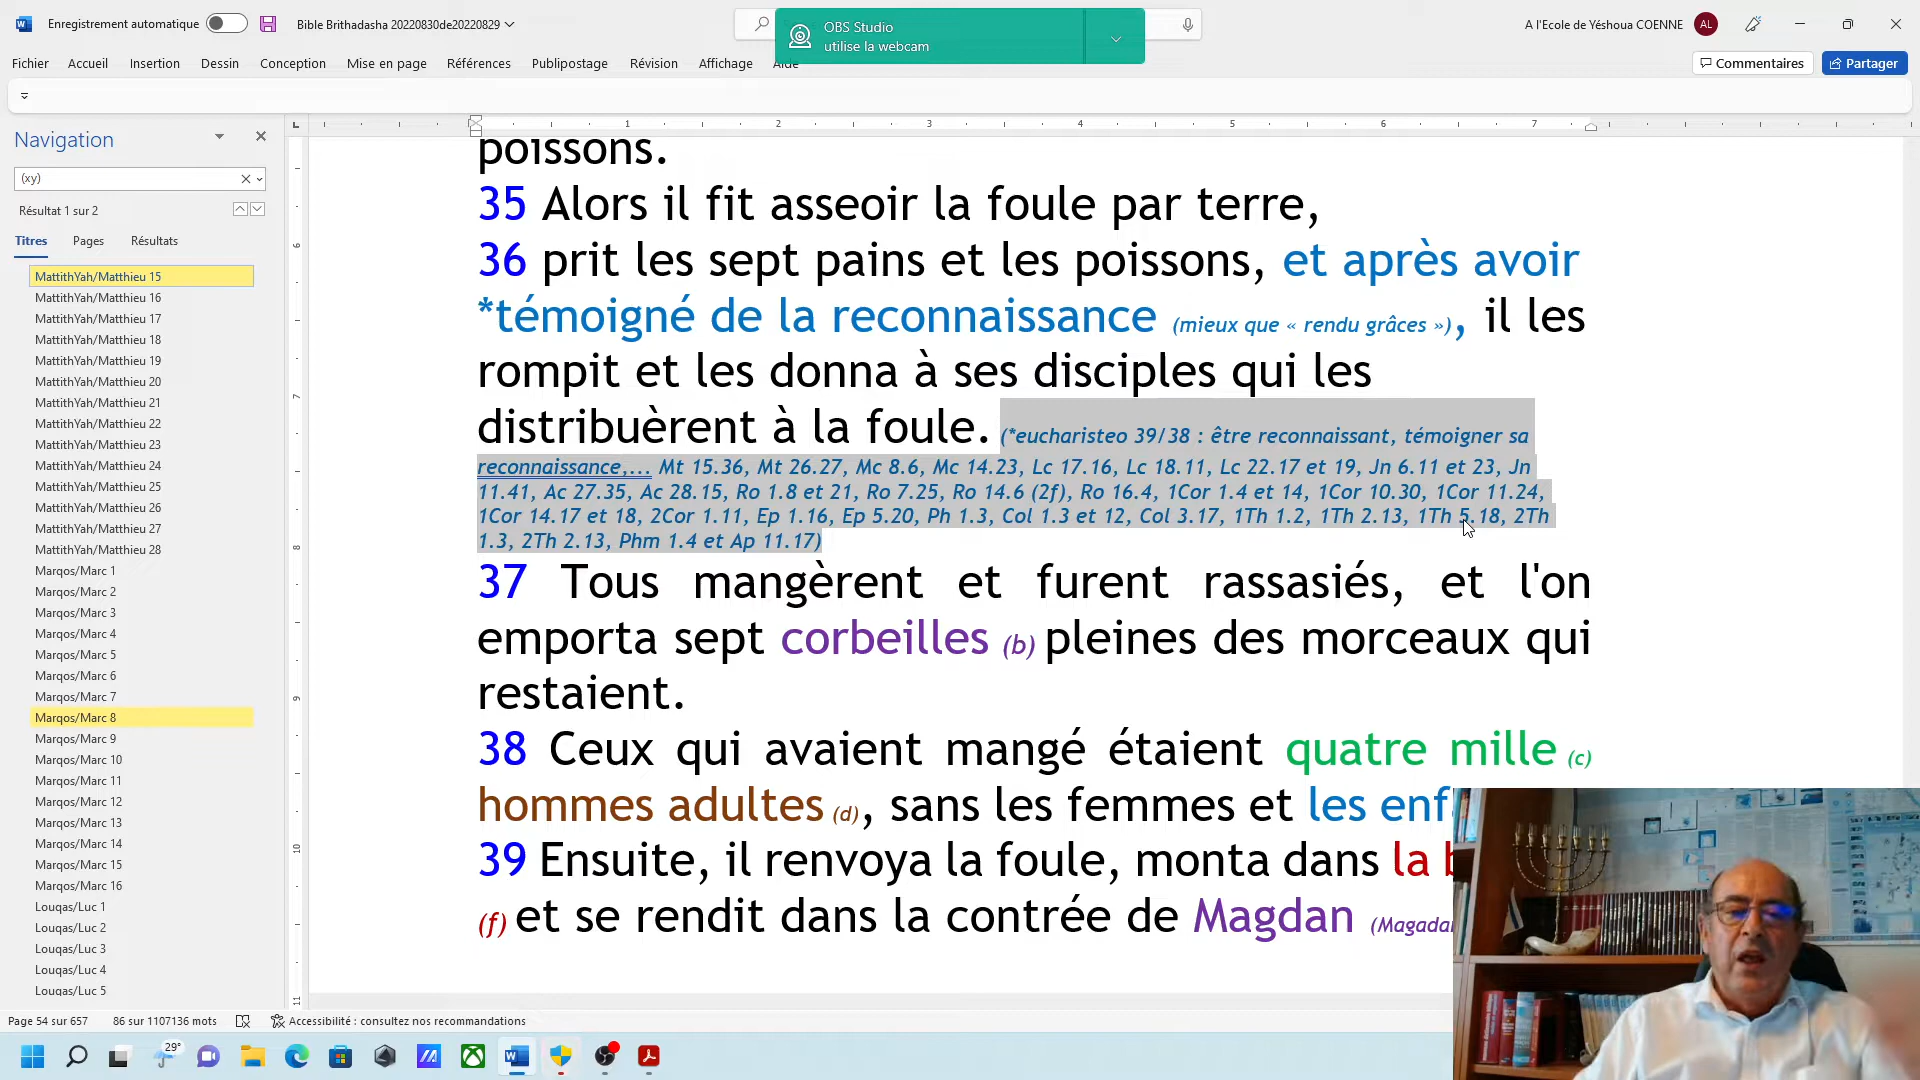 Enregistrement automatique
Bible Brithadasha 20220830de20220829
OBS Studio
utilise la webcam
A l'Ecole de Yéshoua COENNE
AL
Fichier
Accueil
Insertion
Dessin
Conception
Mise en page
Références
Publipostage
Révision
Affichage
Aide
Commentaires
Partager
Navigation
(xy)
Résultat 1 sur 2
Titres
Pages
Résultats
MattithYah/Matthieu 15
MattithYah/Matthieu 16
MattithYah/Matthieu 17
MattithYah/Matthieu 18
MattithYah/Matthieu 19
MattithYah/Matthieu 20
MattithYah/Matthieu 21
MattithYah/Matthieu 22
MattithYah/Matthieu 23
MattithYah/Matthieu 24
MattithYah/Matthieu 25
MattithYah/Matthieu 26
MattithYah/Matthieu 27
MattithYah/Matthieu 28
Marqos/Marc 1
Marqos/Marc 2
Marqos/Marc 3
Marqos/Marc 4
Marqos/Marc 5
Marqos/Marc 6
Marqos/Marc 7
Marqos/Marc 8
Marqos/Marc 9
Marqos/Marc 10
Marqos/Marc 11
Marqos/Marc 12
Marqos/Marc 13
Marqos/Marc 14
Marqos/Marc 15
Marqos/Marc 16
Louqas/Luc 1
Louqas/Luc 2
Louqas/Luc 3
Louqas/Luc 4
Louqas/Luc 5
1 2 3 4 5 6 7
6
7
8
9
10
11
poissons.
35 Alors il fit asseoir la foule par terre,
36 prit les sept pains et les poissons, et après avoir
*témoigné de la reconnaissance (mieux que « rendu grâces »), il les
rompit et les donna à ses disciples qui les
distribuèrent à la foule. (*eucharisteo 39/38 : être reconnaissant, témoigner sa
reconnaissance,... Mt 15.36, Mt 26.27, Mc 8.6, Mc 14.23, Lc 17.16, Lc 18.11, Lc 22.17 et 19, Jn 6.11 et 23, Jn
11.41, Ac 27.35, Ac 28.15, Ro 1.8 et 21, Ro 7.25, Ro 14.6 (2f), Ro 16.4, 1Cor 1.4 et 14, 1Cor 10.30, 1Cor 11.24,
1Cor 14.17 et 18, 2Cor 1.11, Ep 1.16, Ep 5.20, Ph 1.3, Col 1.3 et 12, Col 3.17, 1Th 1.2, 1Th 2.13, 1Th 5.18, 2Th
1.3, 2Th 2.13, Phm 1.4 et Ap 11.17)
37 Tous mangèrent et furent rassasiés, et l'on
emporta sept corbeilles (b) pleines des morceaux qui
restaient.
38 Ceux qui avaient mangé étaient quatre mille (c)
hommes adultes (d), sans les femmes et les
39 Ensuite, il renvoya la foule, monta dans la
(f) et se rendit dans la contrée de Magdan
Page 54 sur 657
86 sur 1107136 mots
Accessibilité : consultez nos recommandations
29°